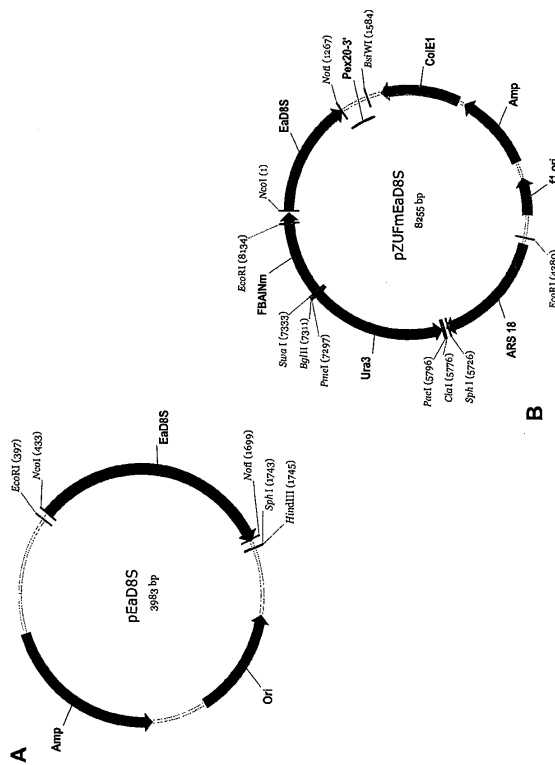 A
EcoRI (397)
NcoI (433)
EaD8S
NotI (1699)
SphI (1743)
HindIII (1745)
Ori
Amp
pEaD8S
3983 bp
B
NcoI (1)
EaD8S
NotI (1267)
Pex20-3'
BsiWI (1584)
ColE1
Amp
f1 ori
EcoRI (4280)
ARS 18
SphI (5726)
ClaI (5776)
PacI (5796)
Ura3
PmeI (7297)
BglII (7311)
SwaI (7333)
FBAINm
EcoRI (8134)
pZUFmEaD8S
8255 bp